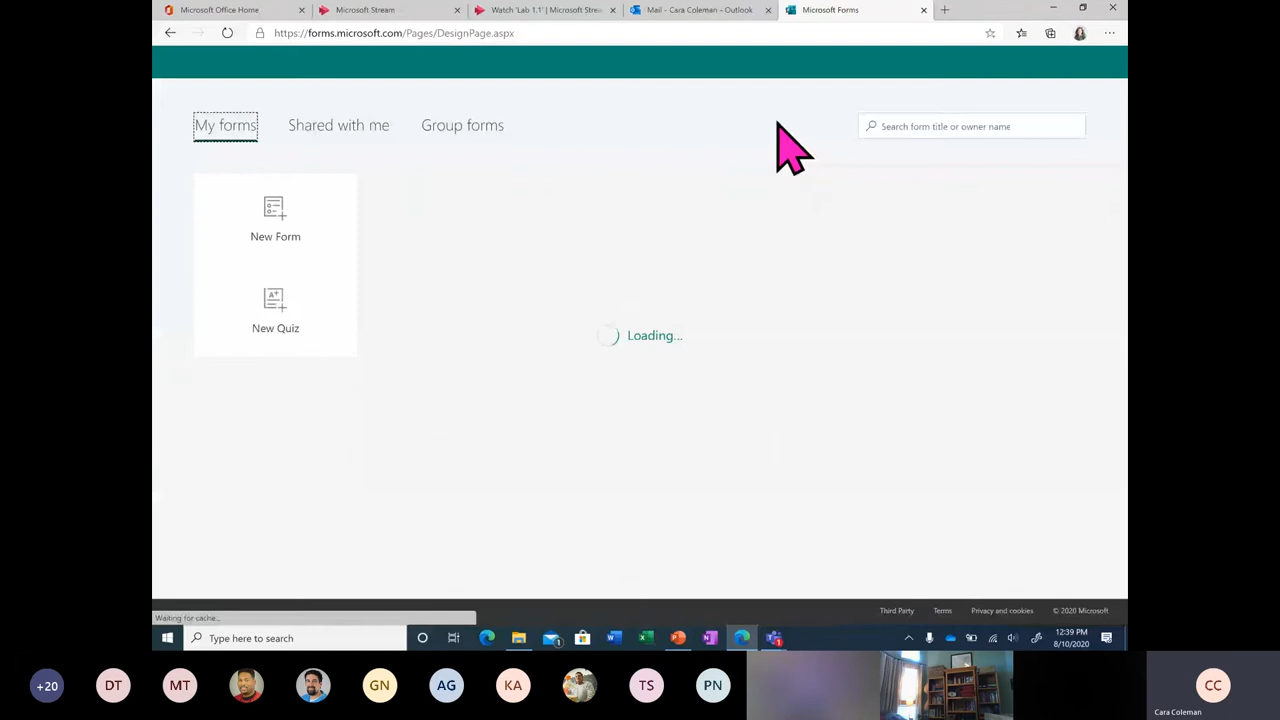 Microsoft Office Home
Microsoft Stream
Watch 'Lab 1.1' | Microsoft Strea
Mail - Cara Coleman - Outlook
Microsoft Forms
https://forms.microsoft.com/Pages/DesignPage.aspx
My forms
Shared with me
Group forms
Search form title or owner name
New Form
New Quiz
Loading...
Waiting for cache...
Third Party
Terms
Privacy and cookies
© 2020 Microsoft
Type here to search
12:39 PM
8/10/2020
+20
DT
MT
GN
AG
KA
TS
PN
CC
Cara Coleman